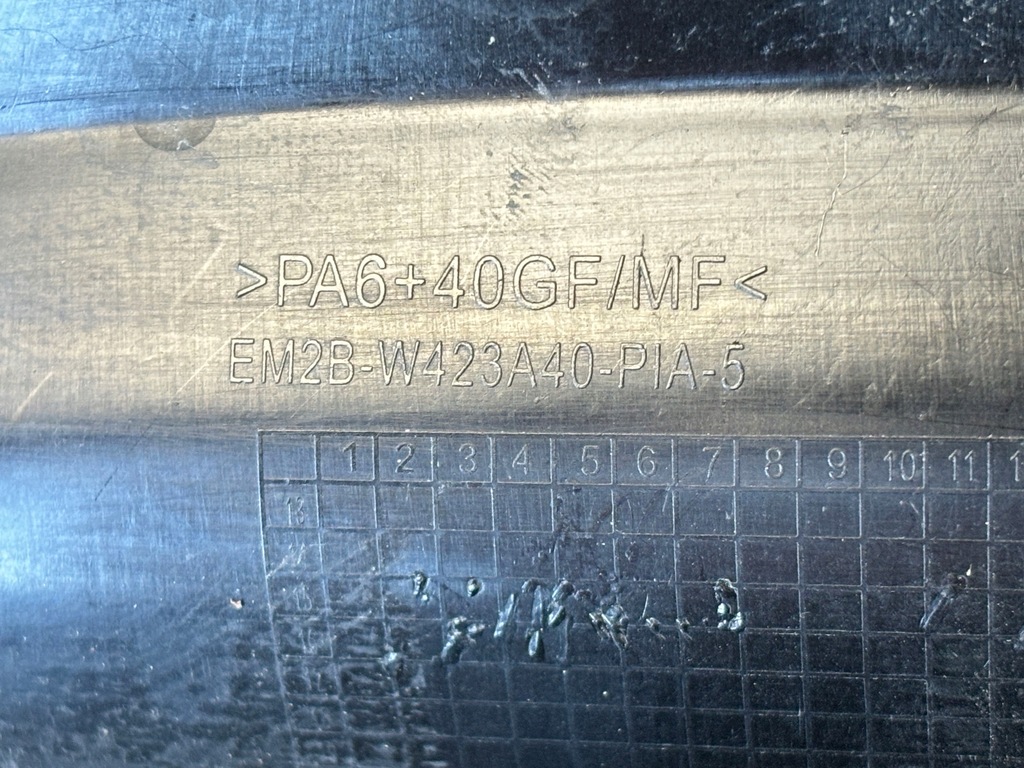 >PA6+40GF/MF<
EM2B-W423A40-PIA-5
1 2 3 4 5 6 7 8 9 10 11
13